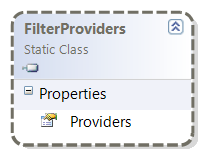 FilterProviders
Static Class
Properties
Providers